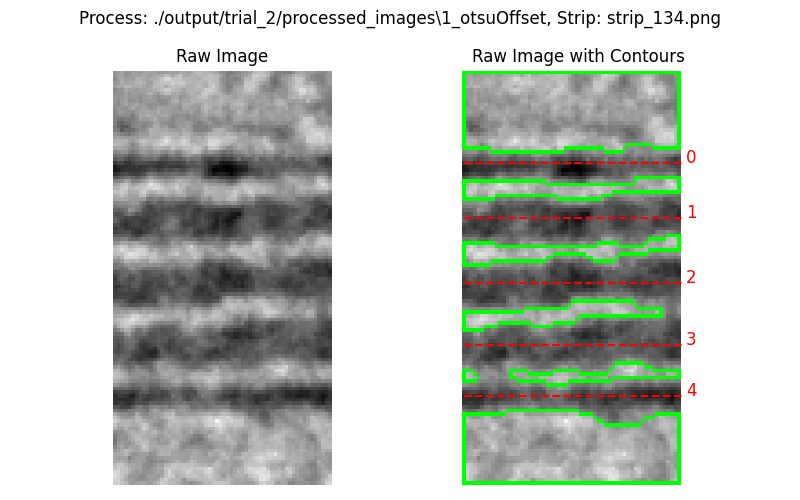 Process: ./output/trial_2/processed_images\1_otsuOffset, Strip: strip_134.png
Raw Image
Raw Image with Contours
0
1
2
3
4